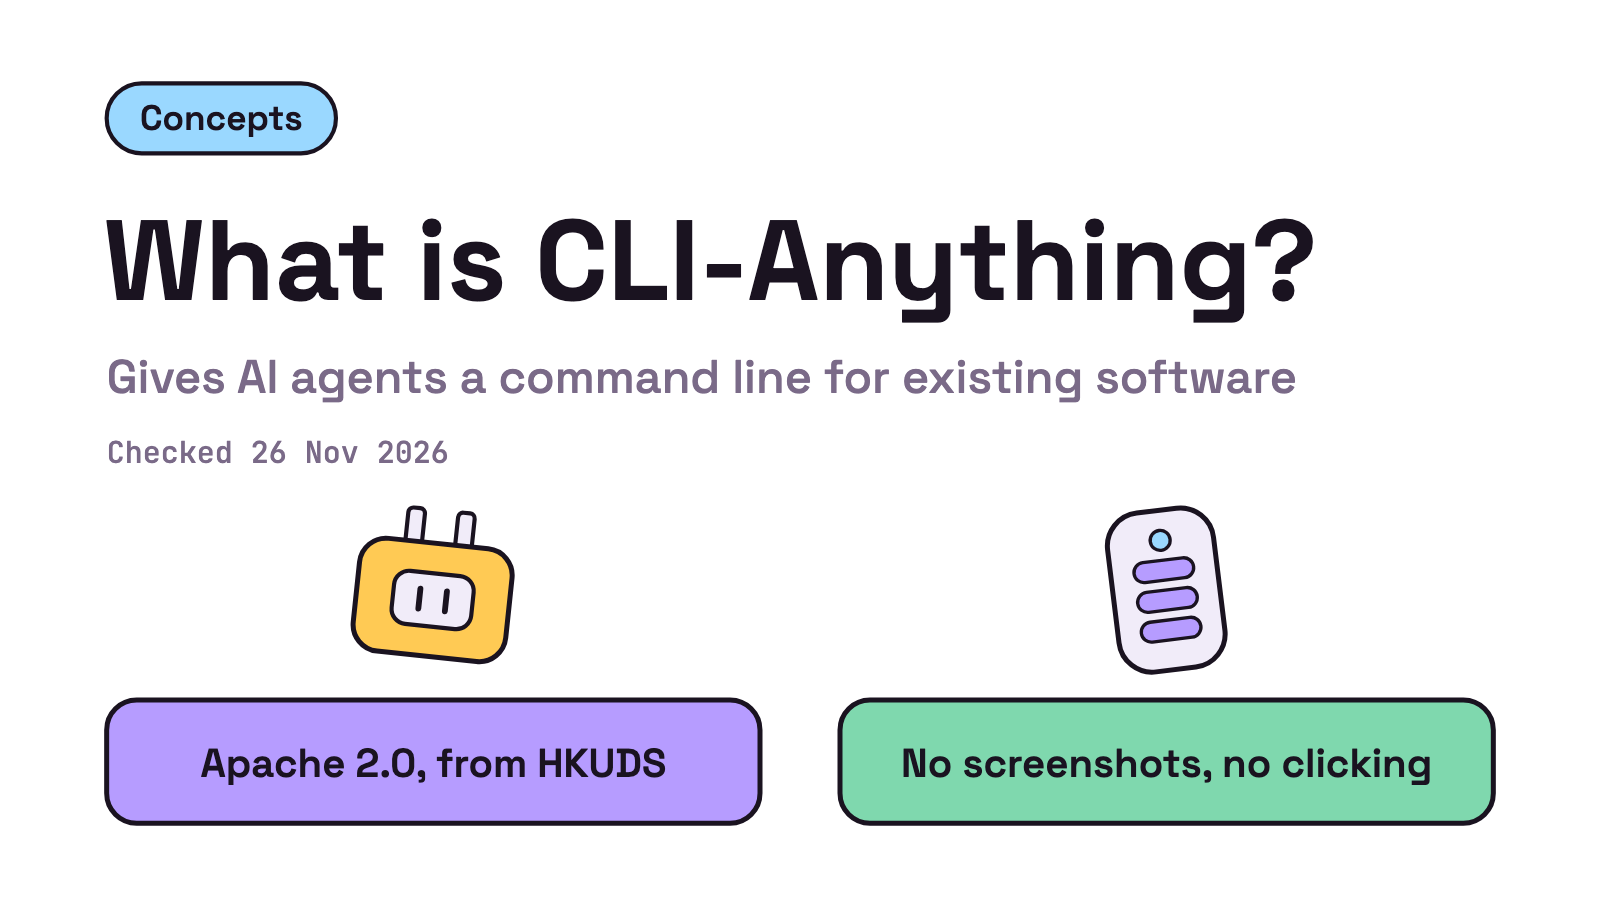 Concepts
What is CLI-Anything?
Gives AI agents a command line for existing software
Checked 26 Nov 2026
Apache 2.0, from HKUDS
No screenshots, no clicking